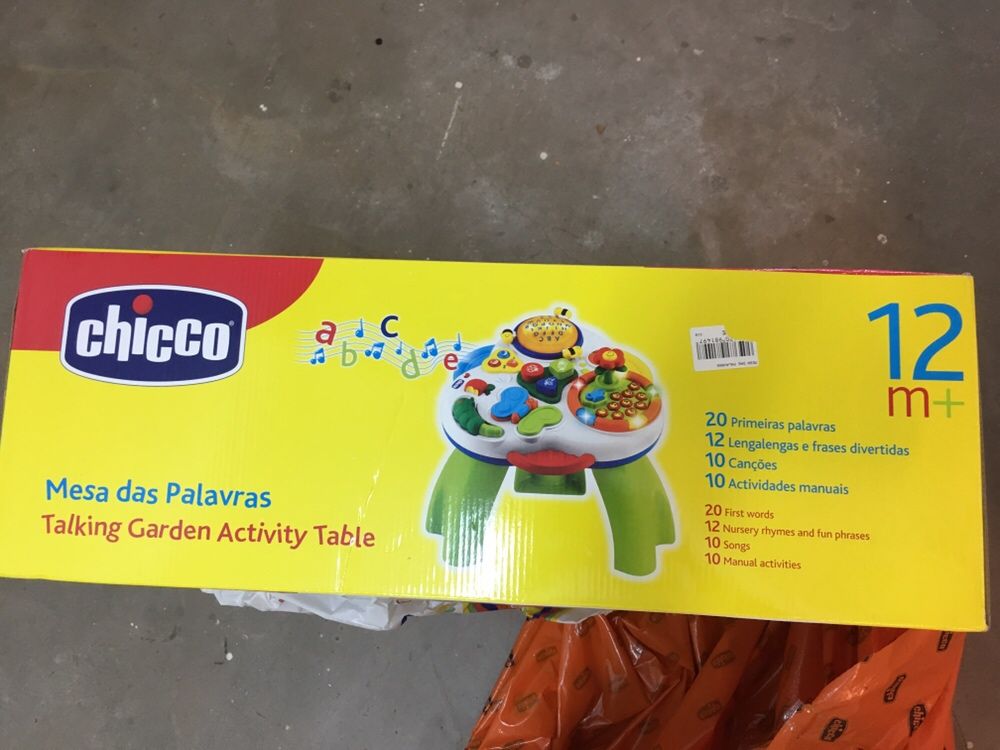 chicco
a b c d e
12
m+
20 Primeiras palavras
12 Lengalengas e frases divertidas
10 Canções
10 Actividades manuais
Mesa das Palavras
Talking Garden Activity Table
20 First words
12 Nursery rhymes and fun phrases
10 Songs
10 Manual activities